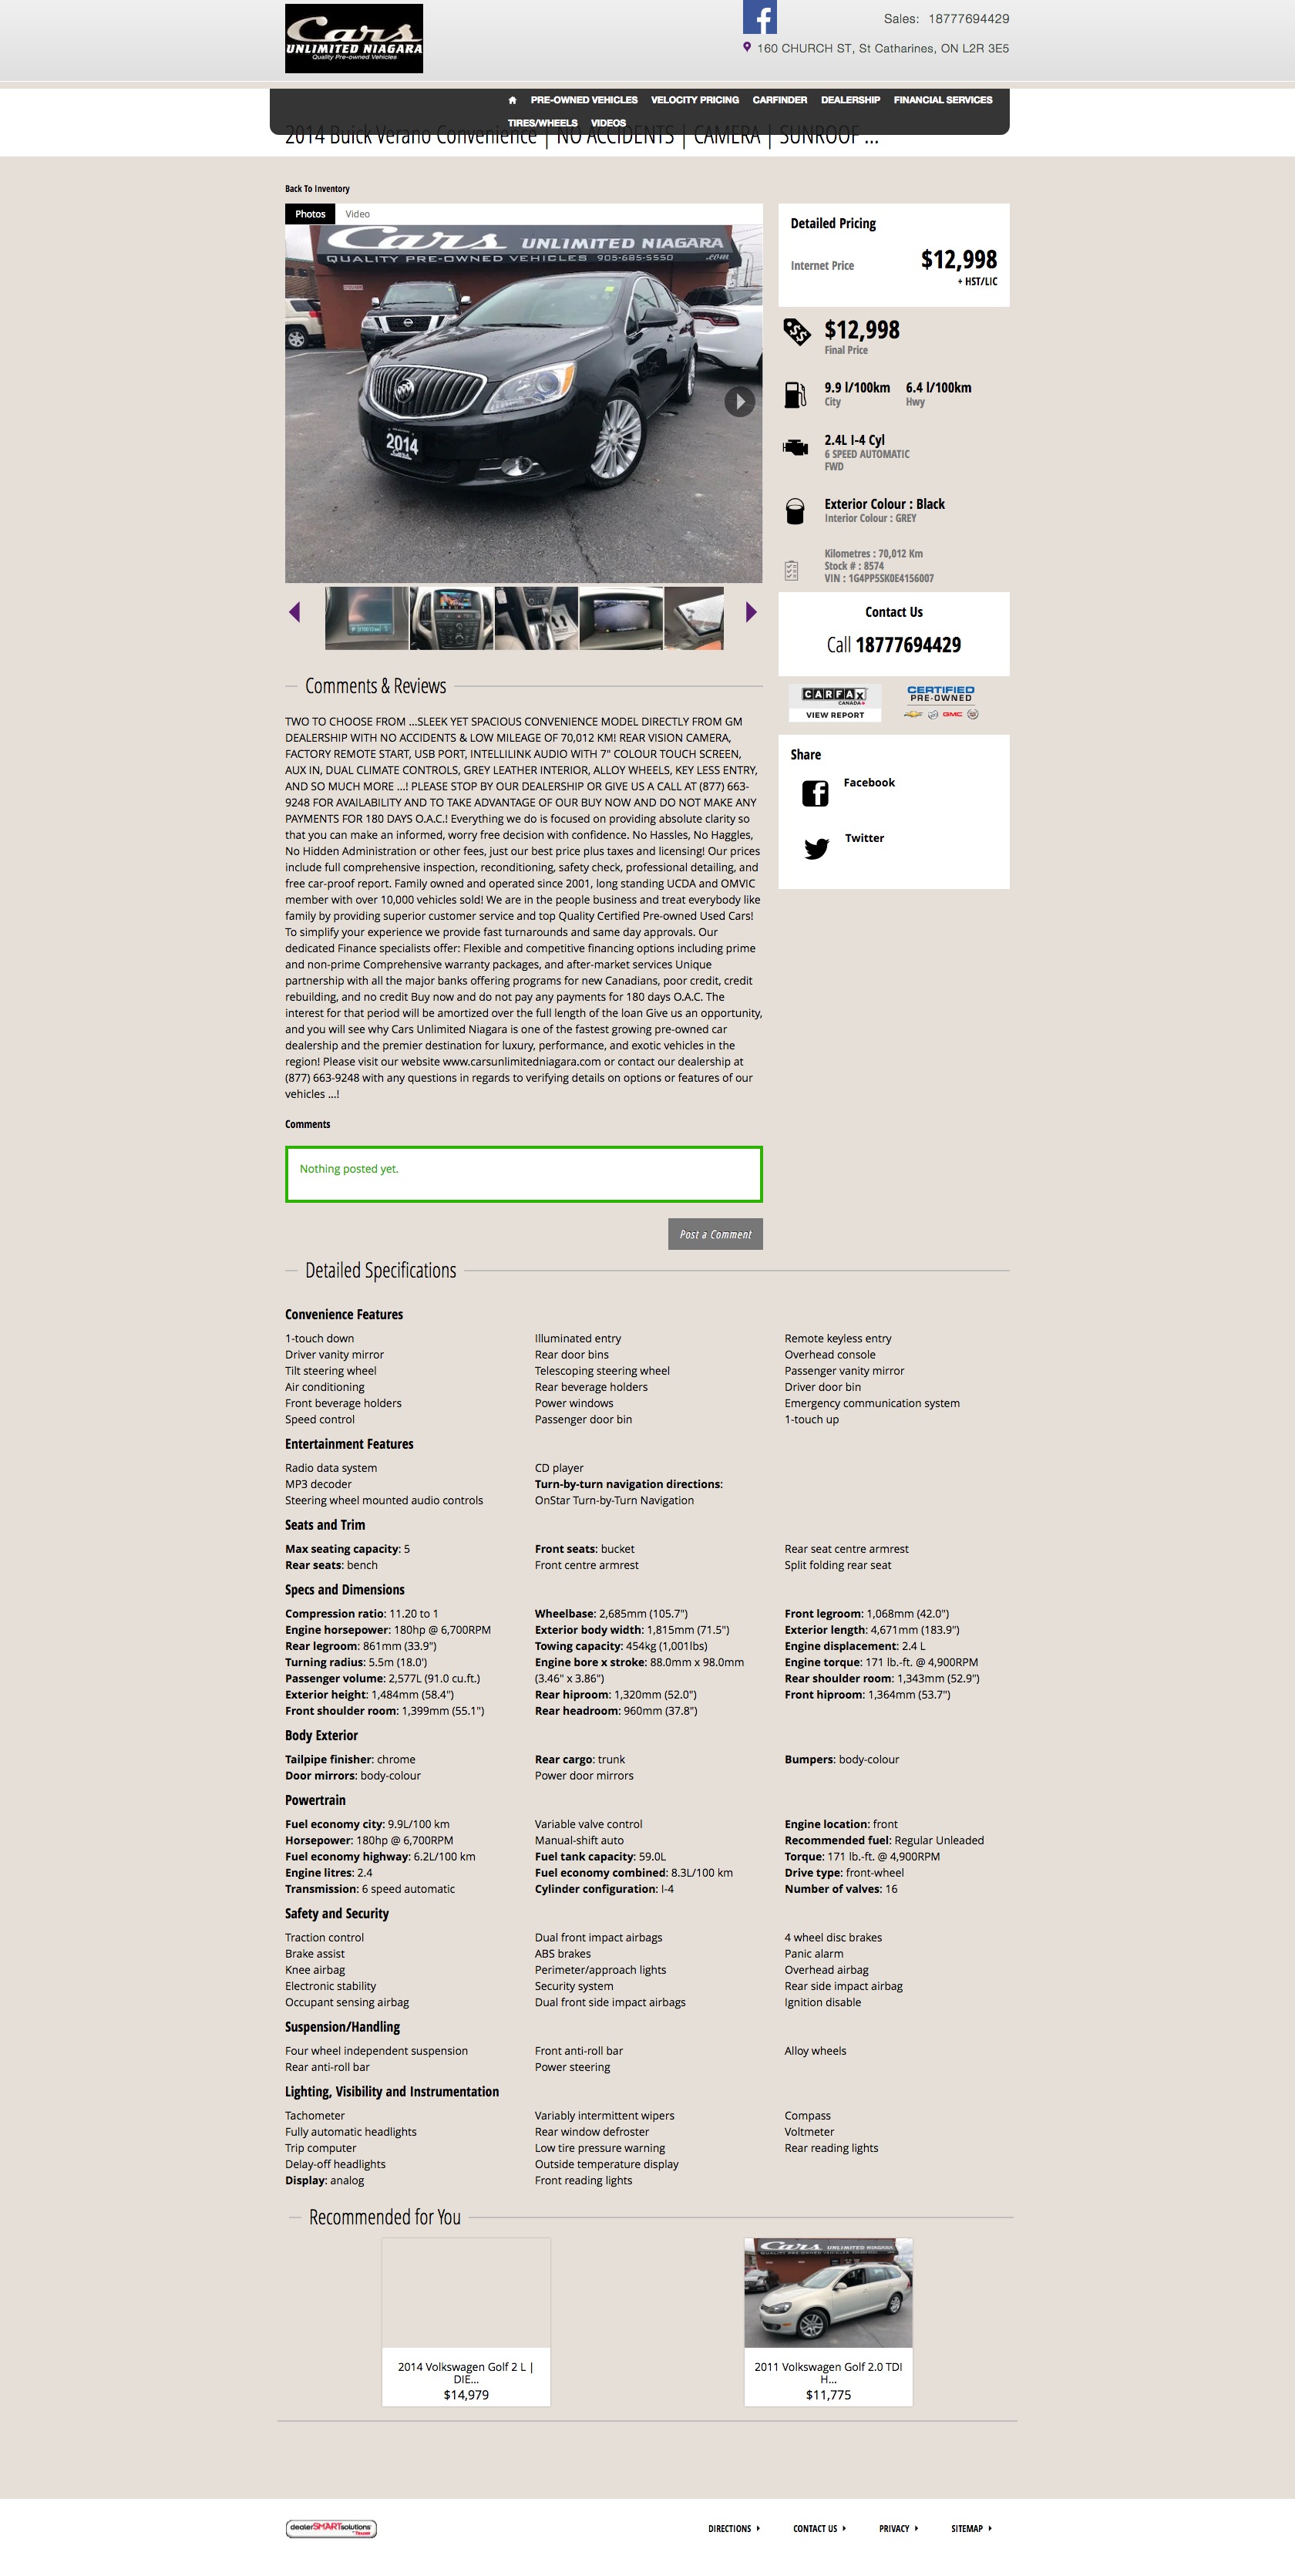 Cars
UNLIMITED NIAGARA
Quality Pre-owned Vehicles
Sales: 18777694429
160 CHURCH ST, St Catharines, ON L2R 3E5
PRE-OWNED VEHICLES VELOCITY PRICING CARFINDER DEALERSHIP FINANCIAL SERVICES
TIRES/WHEELS VIDEOS
2014 Buick Verano Convenience | NO ACCIDENTS | CAMERA | SUNROOF ...
Back To Inventory
Photos Video
Cars UNLIMITED NIAGARA
QUALITY PRE-OWNED VEHICLES 905-685-5550 .com
2014
Cars
Detailed Pricing
Internet Price $12,998
+ HST/LIC
$12,998
Final Price
9.9 l/100km 6.4 l/100km
City Hwy
2.4L I-4 Cyl
6 SPEED AUTOMATIC
FWD
Exterior Colour : Black
Interior Colour : GREY
Kilometres : 70,012 Km
Stock # : 8574
VIN : 1G4PP5SK0E4156007
Contact Us
Call 18777694429
CARFAX
CANADA
VIEW REPORT
CERTIFIED
PRE-OWNED
GMC
Share
Facebook
Twitter
Comments & Reviews
TWO TO CHOOSE FROM ...SLEEK YET SPACIOUS CONVENIENCE MODEL DIRECTLY FROM GM
DEALERSHIP WITH NO ACCIDENTS & LOW MILEAGE OF 70,012 KM! REAR VISION CAMERA,
FACTORY REMOTE START, USB PORT, INTELLILINK AUDIO WITH 7" COLOUR TOUCH SCREEN,
AUX IN, DUAL CLIMATE CONTROLS, GREY LEATHER INTERIOR, ALLOY WHEELS, KEY LESS ENTRY,
AND SO MUCH MORE ...! PLEASE STOP BY OUR DEALERSHIP OR GIVE US A CALL AT (877) 663-
9248 FOR AVAILABILITY AND TO TAKE ADVANTAGE OF OUR BUY NOW AND DO NOT MAKE ANY
PAYMENTS FOR 180 DAYS O.A.C.! Everything we do is focused on providing absolute clarity so
that you can make an informed, worry free decision with confidence. No Hassles, No Haggles,
No Hidden Administration or other fees, just our best price plus taxes and licensing! Our prices
include full comprehensive inspection, reconditioning, safety check, professional detailing, and
free car-proof report. Family owned and operated since 2001, long standing UCDA and OMVIC
member with over 10,000 vehicles sold! We are in the people business and treat everybody like
family by providing superior customer service and top Quality Certified Pre-owned Used Cars!
To simplify your experience we provide fast turnarounds and same day approvals. Our
dedicated Finance specialists offer: Flexible and competitive financing options including prime
and non-prime Comprehensive warranty packages, and after-market services Unique
partnership with all the major banks offering programs for new Canadians, poor credit, credit
rebuilding, and no credit Buy now and do not pay any payments for 180 days O.A.C. The
interest for that period will be amortized over the full length of the loan Give us an opportunity,
and you will see why Cars Unlimited Niagara is one of the fastest growing pre-owned car
dealership and the premier destination for luxury, performance, and exotic vehicles in the
region! Please visit our website www.carsunlimitedniagara.com or contact our dealership at
(877) 663-9248 with any questions in regards to verifying details on options or features of our
vehicles ...!
Comments
Nothing posted yet.
Post a Comment
Detailed Specifications
Convenience Features
1-touch down Illuminated entry Remote keyless entry
Driver vanity mirror Rear door bins Overhead console
Tilt steering wheel Telescoping steering wheel Passenger vanity mirror
Air conditioning Rear beverage holders Driver door bin
Front beverage holders Power windows Emergency communication system
Speed control Passenger door bin 1-touch up
Entertainment Features
Radio data system CD player
MP3 decoder Turn-by-turn navigation directions:
Steering wheel mounted audio controls OnStar Turn-by-Turn Navigation
Seats and Trim
Max seating capacity: 5 Front seats: bucket Rear seat centre armrest
Rear seats: bench Front centre armrest Split folding rear seat
Specs and Dimensions
Compression ratio: 11.20 to 1 Wheelbase: 2,685mm (105.7") Front legroom: 1,068mm (42.0")
Engine horsepower: 180hp @ 6,700RPM Exterior body width: 1,815mm (71.5") Exterior length: 4,671mm (183.9")
Rear legroom: 861mm (33.9") Towing capacity: 454kg (1,001lbs) Engine displacement: 2.4 L
Turning radius: 5.5m (18.0') Engine bore x stroke: 88.0mm x 98.0mm Engine torque: 171 lb.-ft. @ 4,900RPM
Passenger volume: 2,577L (91.0 cu.ft.) (3.46" x 3.86") Rear shoulder room: 1,343mm (52.9")
Exterior height: 1,484mm (58.4") Rear hiproom: 1,320mm (52.0") Front hiproom: 1,364mm (53.7")
Front shoulder room: 1,399mm (55.1") Rear headroom: 960mm (37.8")
Body Exterior
Tailpipe finisher: chrome Rear cargo: trunk Bumpers: body-colour
Door mirrors: body-colour Power door mirrors
Powertrain
Fuel economy city: 9.9L/100 km Variable valve control Engine location: front
Horsepower: 180hp @ 6,700RPM Manual-shift auto Recommended fuel: Regular Unleaded
Fuel economy highway: 6.2L/100 km Fuel tank capacity: 59.0L Torque: 171 lb.-ft. @ 4,900RPM
Engine litres: 2.4 Fuel economy combined: 8.3L/100 km Drive type: front-wheel
Transmission: 6 speed automatic Cylinder configuration: I-4 Number of valves: 16
Safety and Security
Traction control Dual front impact airbags 4 wheel disc brakes
Brake assist ABS brakes Panic alarm
Knee airbag Perimeter/approach lights Overhead airbag
Electronic stability Security system Rear side impact airbag
Occupant sensing airbag Dual front side impact airbags Ignition disable
Suspension/Handling
Four wheel independent suspension Front anti-roll bar Alloy wheels
Rear anti-roll bar Power steering
Lighting, Visibility and Instrumentation
Tachometer Variably intermittent wipers Compass
Fully automatic headlights Rear window defroster Voltmeter
Trip computer Low tire pressure warning Rear reading lights
Delay-off headlights Outside temperature display
Display: analog Front reading lights
Recommended for You
Cars UNLIMITED NIAGARA
2014 Volkswagen Golf 2 L |
DIE...
$14,979
2011 Volkswagen Golf 2.0 TDI
H...
$11,775
dealerSMARTsolutions
DIRECTIONS CONTACT US PRIVACY SITEMAP